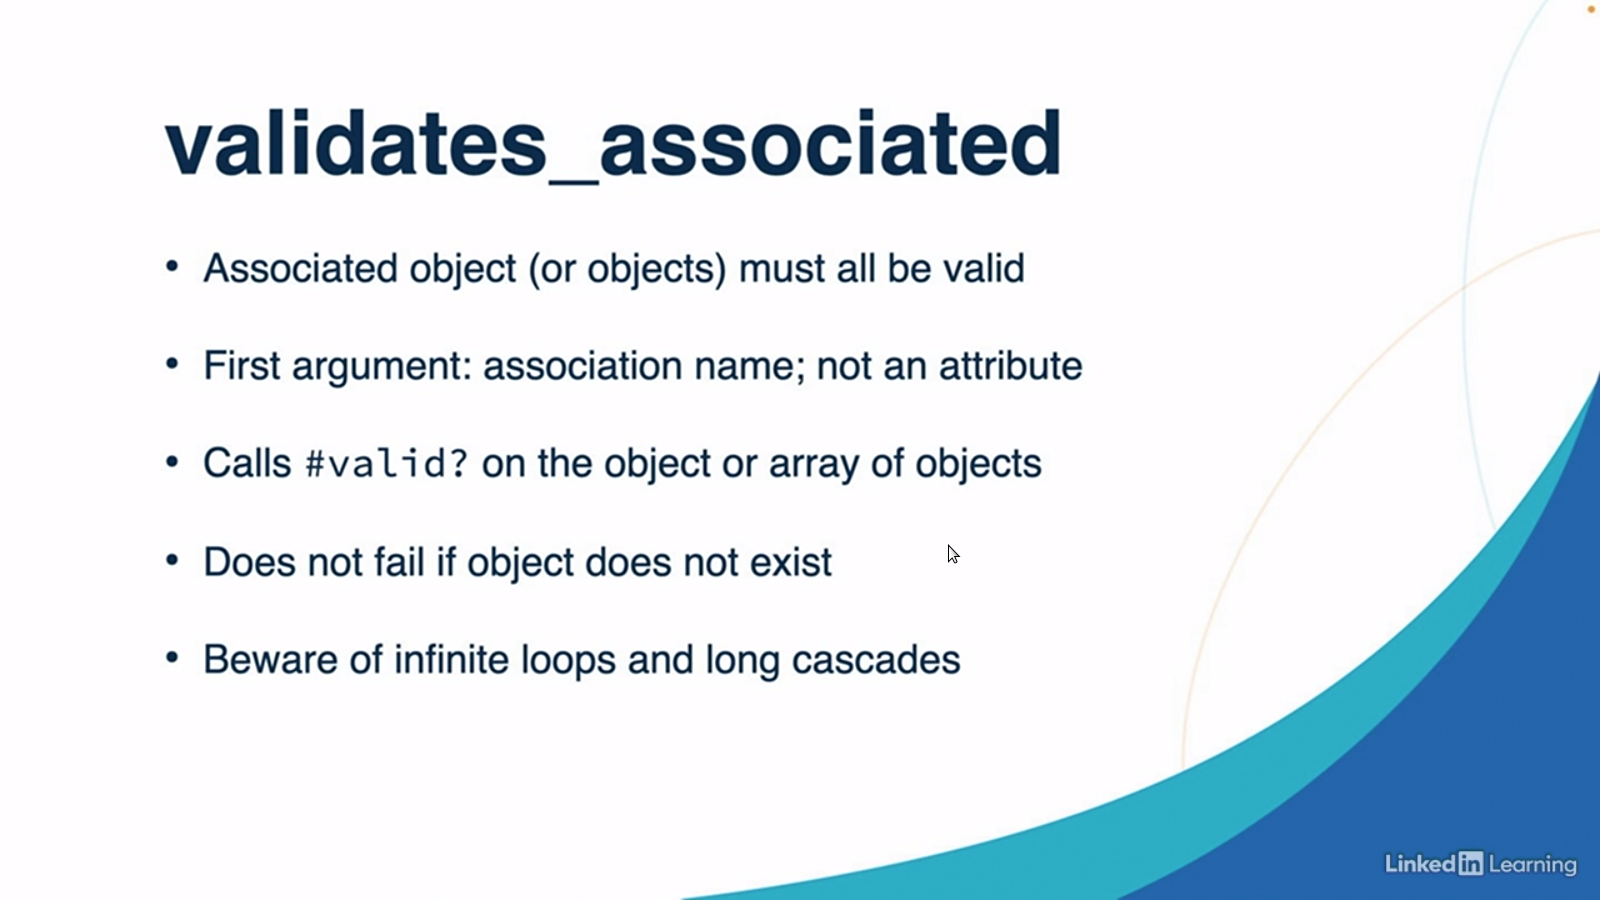 validates_associated
• Associated object (or objects) must all be valid
• First argument: association name; not an attribute
• Calls #valid? on the object or array of objects
• Does not fail if object does not exist
• Beware of infinite loops and long cascades
Linked in Learning